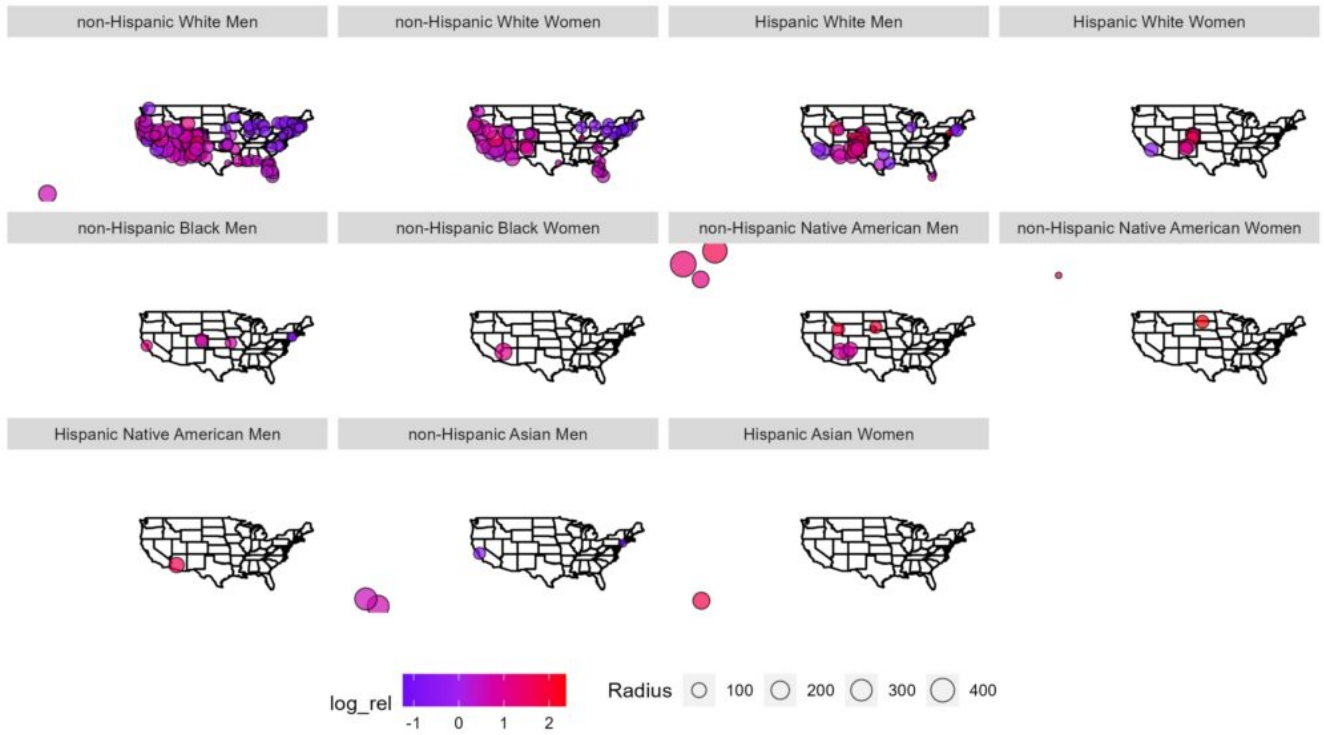 non-Hispanic White Men
non-Hispanic White Women
Hispanic White Men
Hispanic White Women
non-Hispanic Black Men
non-Hispanic Black Women
non-Hispanic Native American Men
non-Hispanic Native American Women
Hispanic Native American Men
non-Hispanic Asian Men
Hispanic Asian Women
log_rel
-1 0 1 2
Radius 100 200 300 400